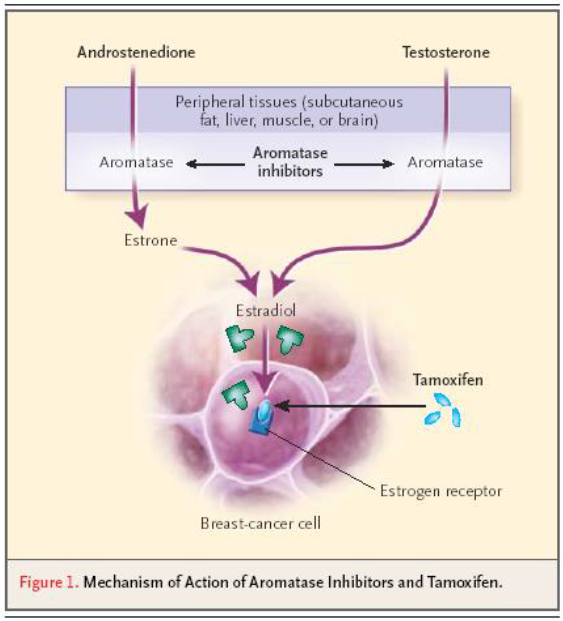 Androstenedione
Testosterone
Peripheral tissues (subcutaneous
fat, liver, muscle, or brain)
Aromatase
Aromatase
inhibitors
Aromatase
Estrone
Estradiol
Tamoxifen
Estrogen receptor
Breast-cancer cell
Figure 1. Mechanism of Action of Aromatase Inhibitors and Tamoxifen.